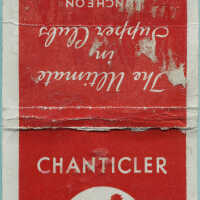 The Ultimate
in
Supper Clubs
LUNCHEON
CHANTICLER